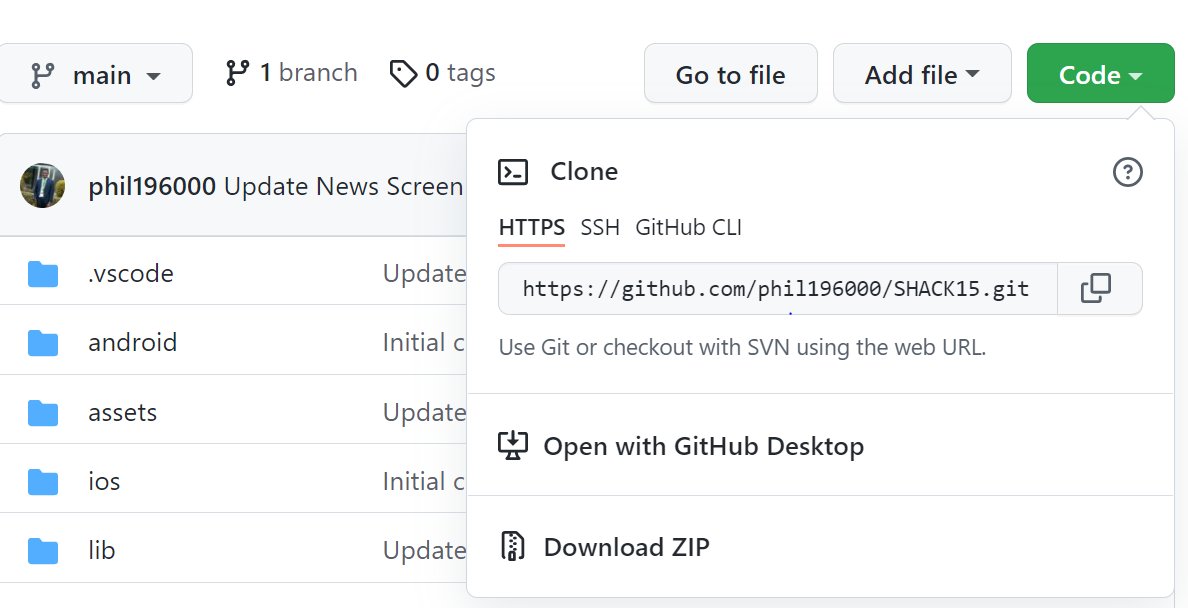 main 1 branch 0 tags Go to file Add file Code
phil196000 Update News Screen
.vscode Update
android Initial c
assets Update
ios Initial c
lib Update
Clone
HTTPS SSH GitHub CLI
https://github.com/phil196000/SHACK15.git
Use Git or checkout with SVN using the web URL.
Open with GitHub Desktop
Download ZIP